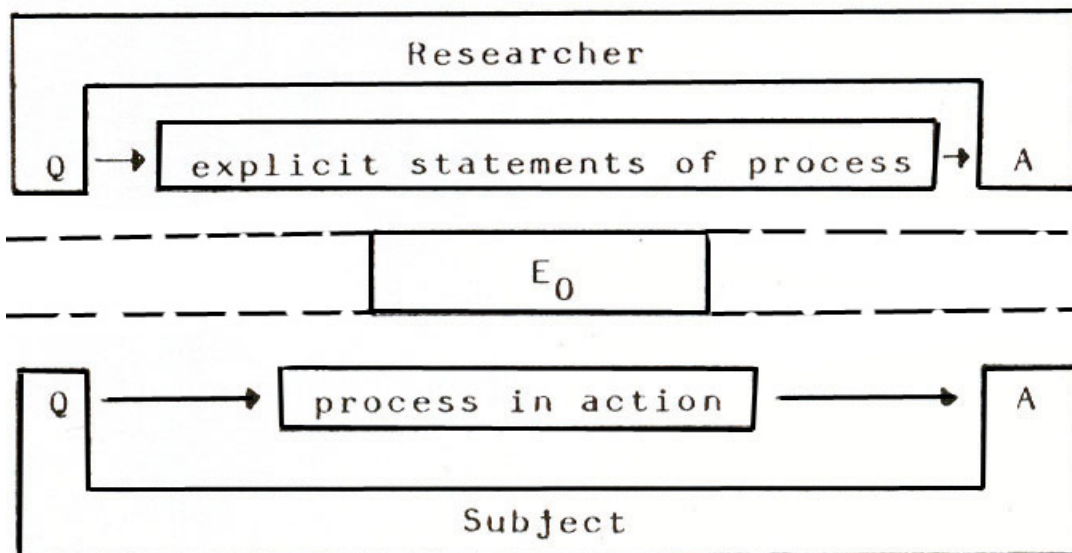 Researcher
Q explicit statements of process A
E0
Q process in action A
Subject